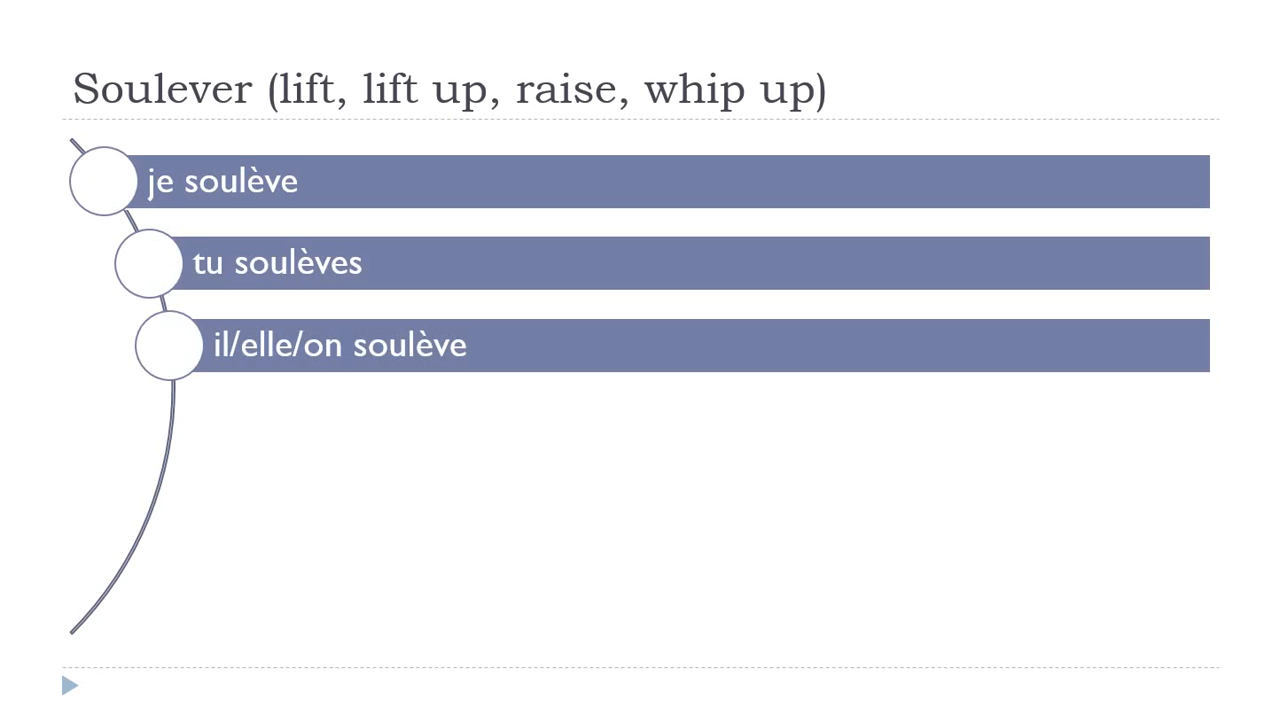 Soulever (lift, lift up, raise, whip up)
je soulève
tu soulèves
il/elle/on soulève